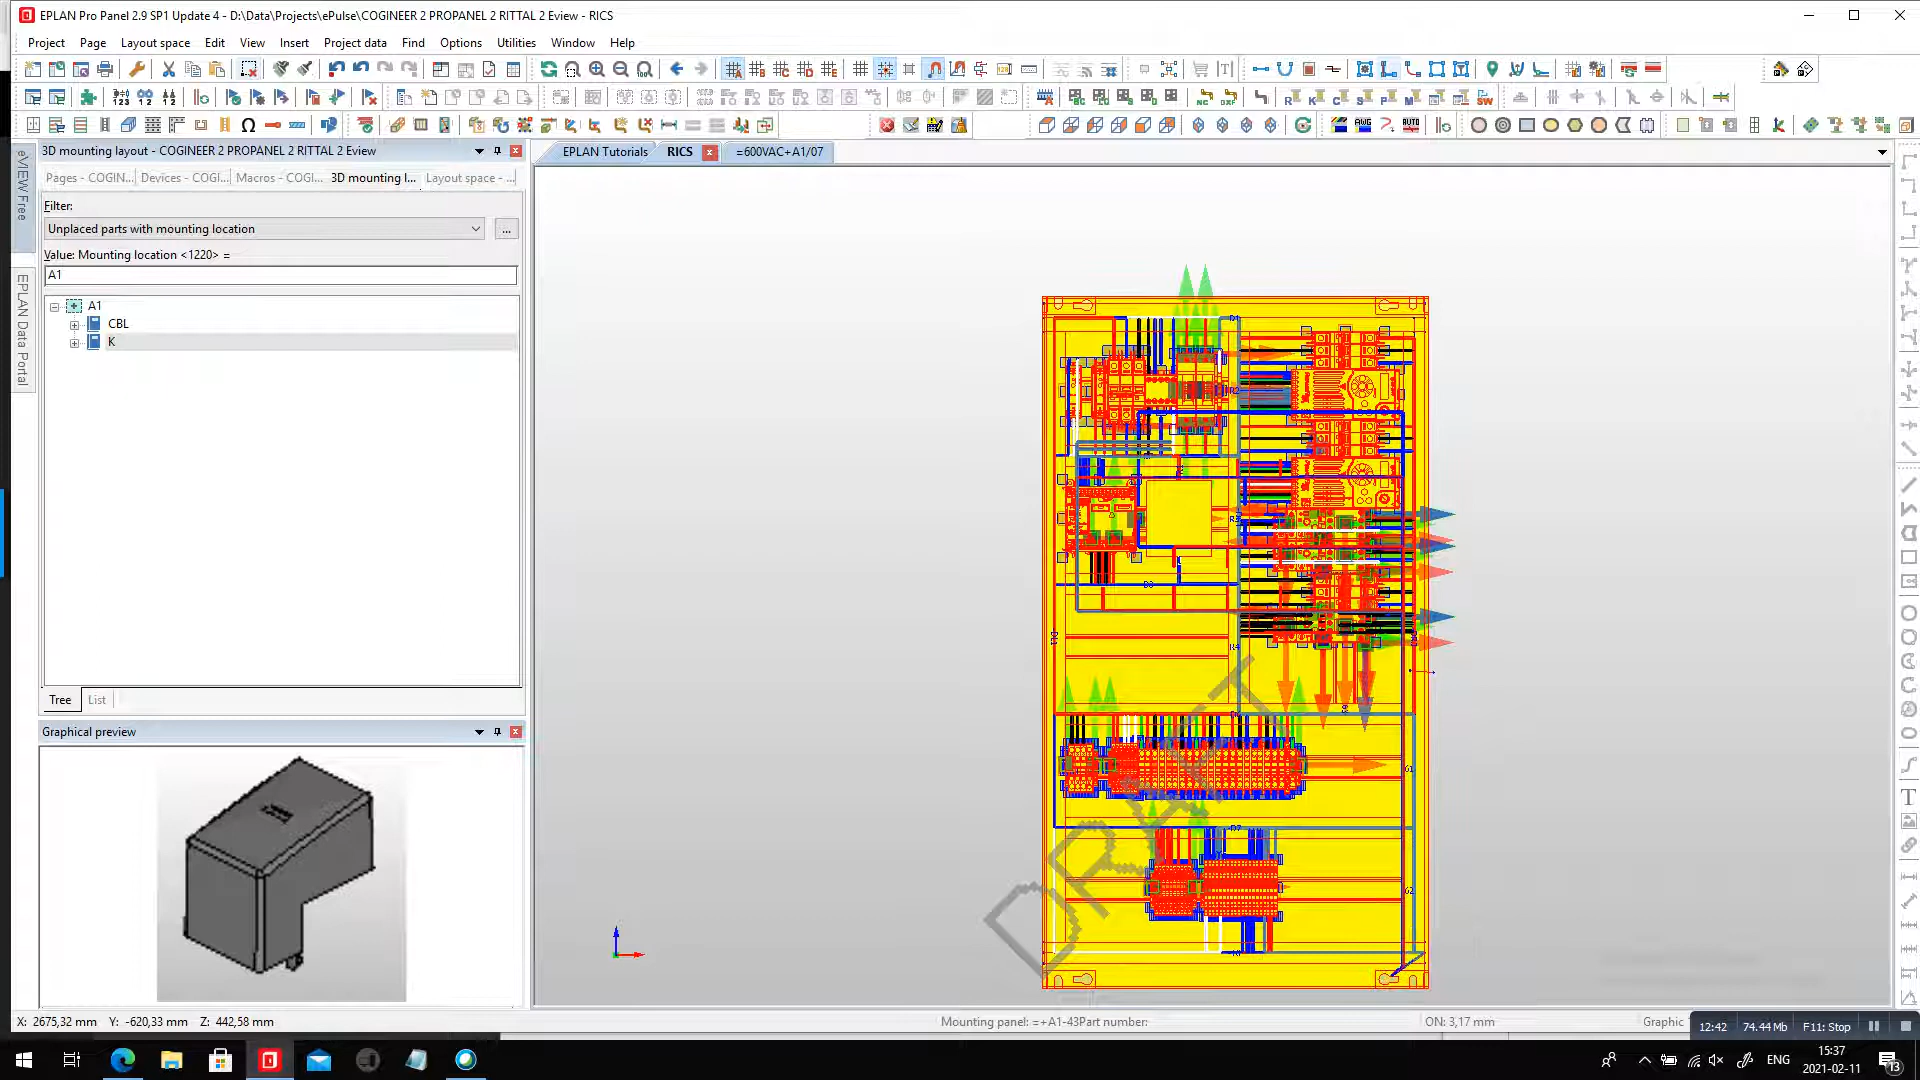 EPLAN Pro Panel 2.9 SP1 Update 4 - D:\Data\Projects\ePulse\COGINEER 2 PROPANEL 2 RITTAL 2 Eview - RICS
Project Page Layout space Edit View Insert Project data Find Options Utilities Window Help
3D mounting layout - COGINEER 2 PROPANEL 2 RITTAL 2 Eview
Pages - COGIN... Devices - COGI... Macros - COGI... 3D mounting l... Layout space - ...
EPLAN Tutorials RICS =600VAC+A1/07
eVIEW Free
EPLAN Data Portal
Filter:
Unplaced parts with mounting location
...
Value: Mounting location <1220> =
A1
A1
CBL
K
Tree List
Graphical preview
DRAFT
X: 2675,32 mm Y: -620,33 mm Z: 442,58 mm
Mounting panel: =+A1-43Part number:
ON: 3,17 mm
Graphic
12:42 74.44 Mb F11: Stop
ENG
15:37
2021-02-11
13